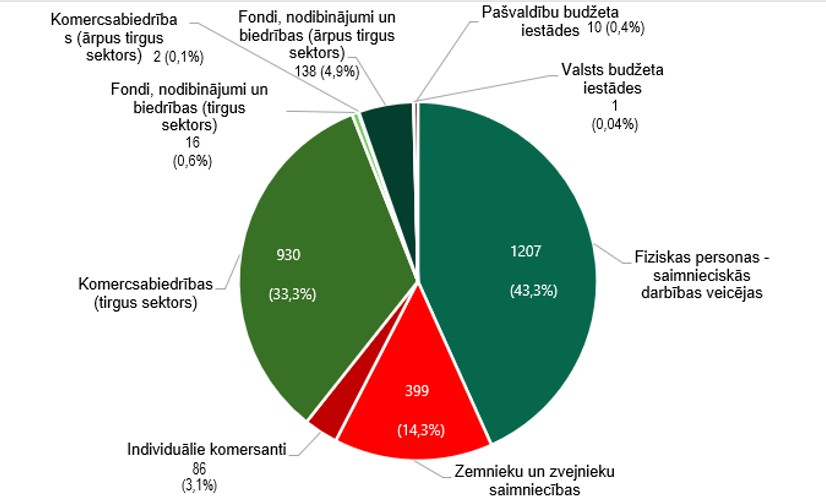 Komercsabiedrība
s (ārpus tirgus
sektors) 2 (0,1%)
Fondi, nodibinājumi un
biedrības (ārpus tirgus
sektors)
138 (4,9%)
Pašvaldību budžeta
iestādes 10 (0,4%)
Valsts budžeta
iestādes
1
(0,04%)
Fondi, nodibinājumi un
biedrības (tirgus
sektors)
16
(0,6%)
930
(33,3%)
1207
(43,3%)
Fiziskas personas -
saimnieciskās
darbības veicējas
Komercsabiedrības
(tirgus sektors)
399
(14,3%)
Individuālie komersanti
86
(3,1%)
Zemnieku un zvejnieku
saimniecības